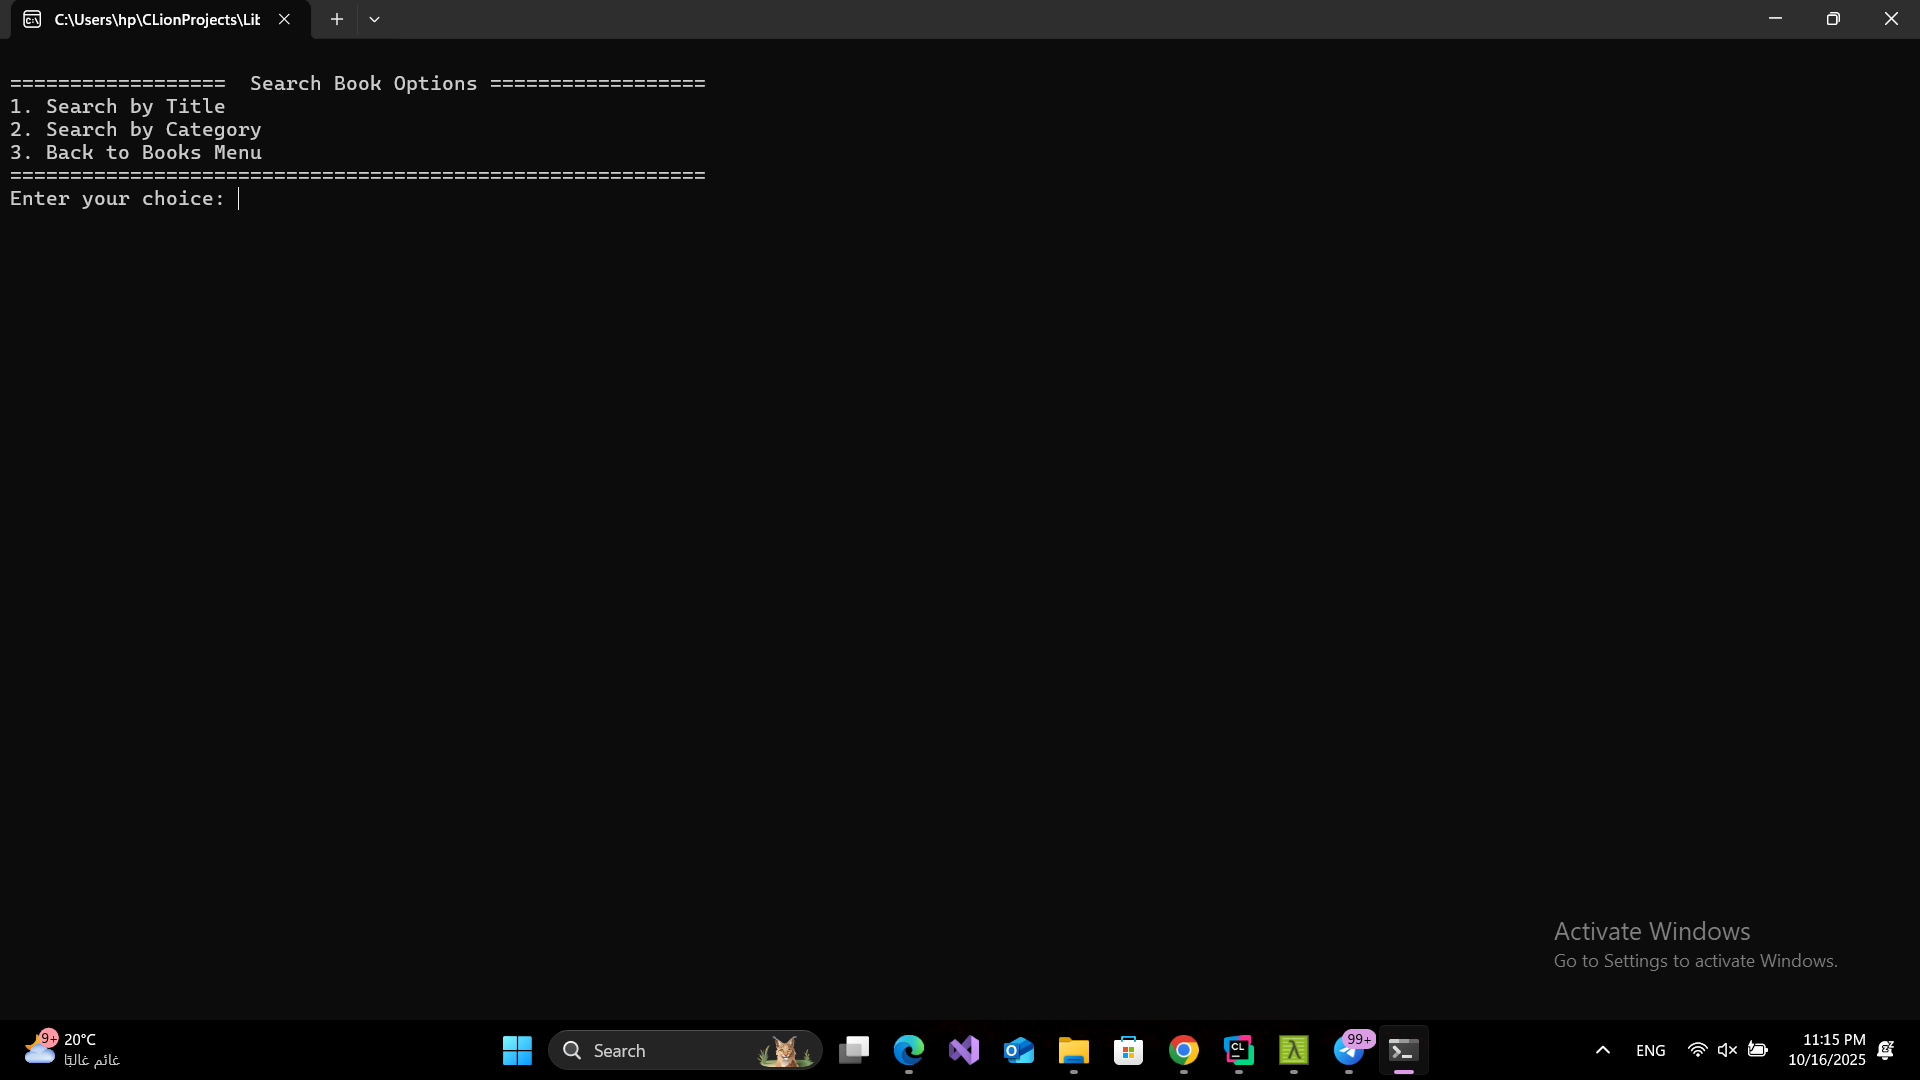 C:\Users\hp\CLionProjects\Lib
==================  Search Book Options ==================
1. Search by Title
2. Search by Category
3. Back to Books Menu
==========================================================
Enter your choice:
Activate Windows
Go to Settings to activate Windows.
9+
20°C
غائم غالبًا
Search
CL
99+
ENG
11:15 PM
10/16/2025